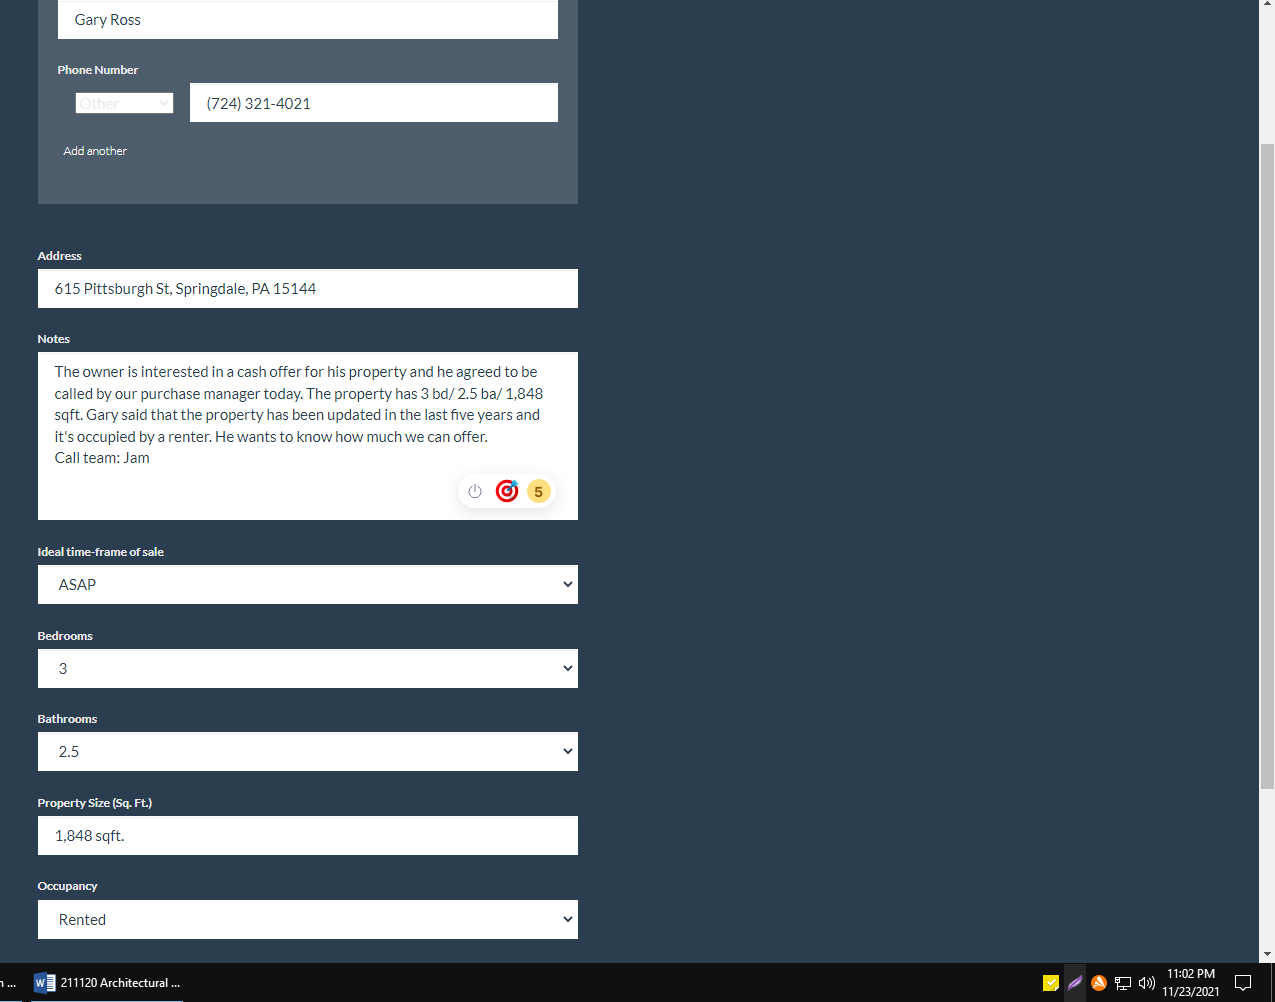 Gary Ross
Phone Number
Other
(724) 321-4021
Add another
Address
615 Pittsburgh St, Springdale, PA 15144
Notes
The owner is interested in a cash offer for his property and he agreed to be
called by our purchase manager today. The property has 3 bd/ 2.5 ba/ 1,848
sqft. Gary said that the property has been updated in the last five years and
it's occupied by a renter. He wants to know how much we can offer.
Call team: Jam
5
Ideal time-frame of sale
ASAP
Bedrooms
3
Bathrooms
2.5
Property Size (Sq. Ft.)
1,848 sqft.
Occupancy
Rented
211120 Architectural ...
11:02 PM
11/23/2021